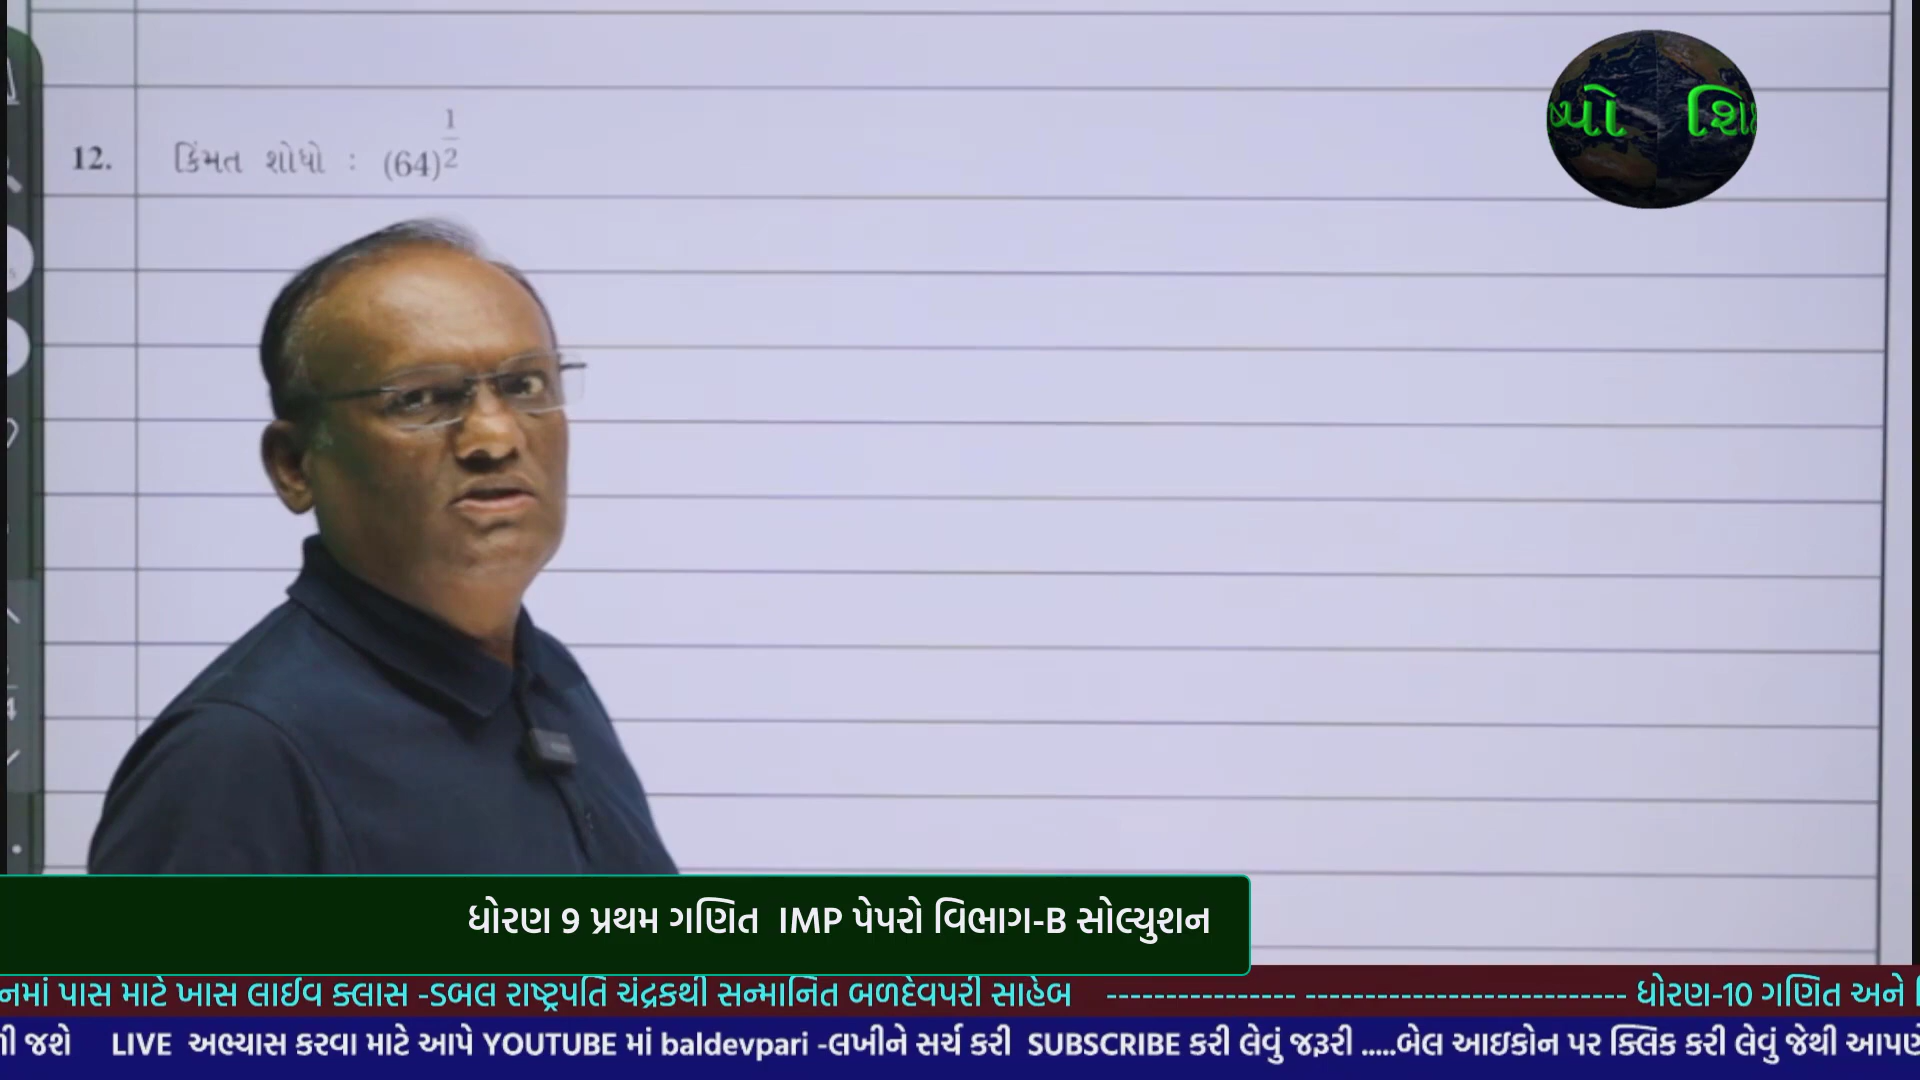 12. કિંમત શોધો : (64)^{1/2}
ષ્પો શિ
ધોરણ 9 પ્રથમ ગણિત IMP પેપરો વિભાગ-B સોલ્યુશન
નમાં પાસ માટે ખાસ લાઈવ ક્લાસ -ડબલ રાષ્ટ્રપતિ ચંદ્રકથી સન્માનિત બળદેવપરી સાહેબ ---------------- --------------------------- ધોરણ-10 ગણિત અને
ી જશે LIVE અભ્યાસ કરવા માટે આપે YOUTUBE માં baldevpari -લખીને સર્ચ કરી SUBSCRIBE કરી લેવું જરૂરી .....બેલ આઇકોન પર ક્લિક કરી લેવું જેથી આપણ